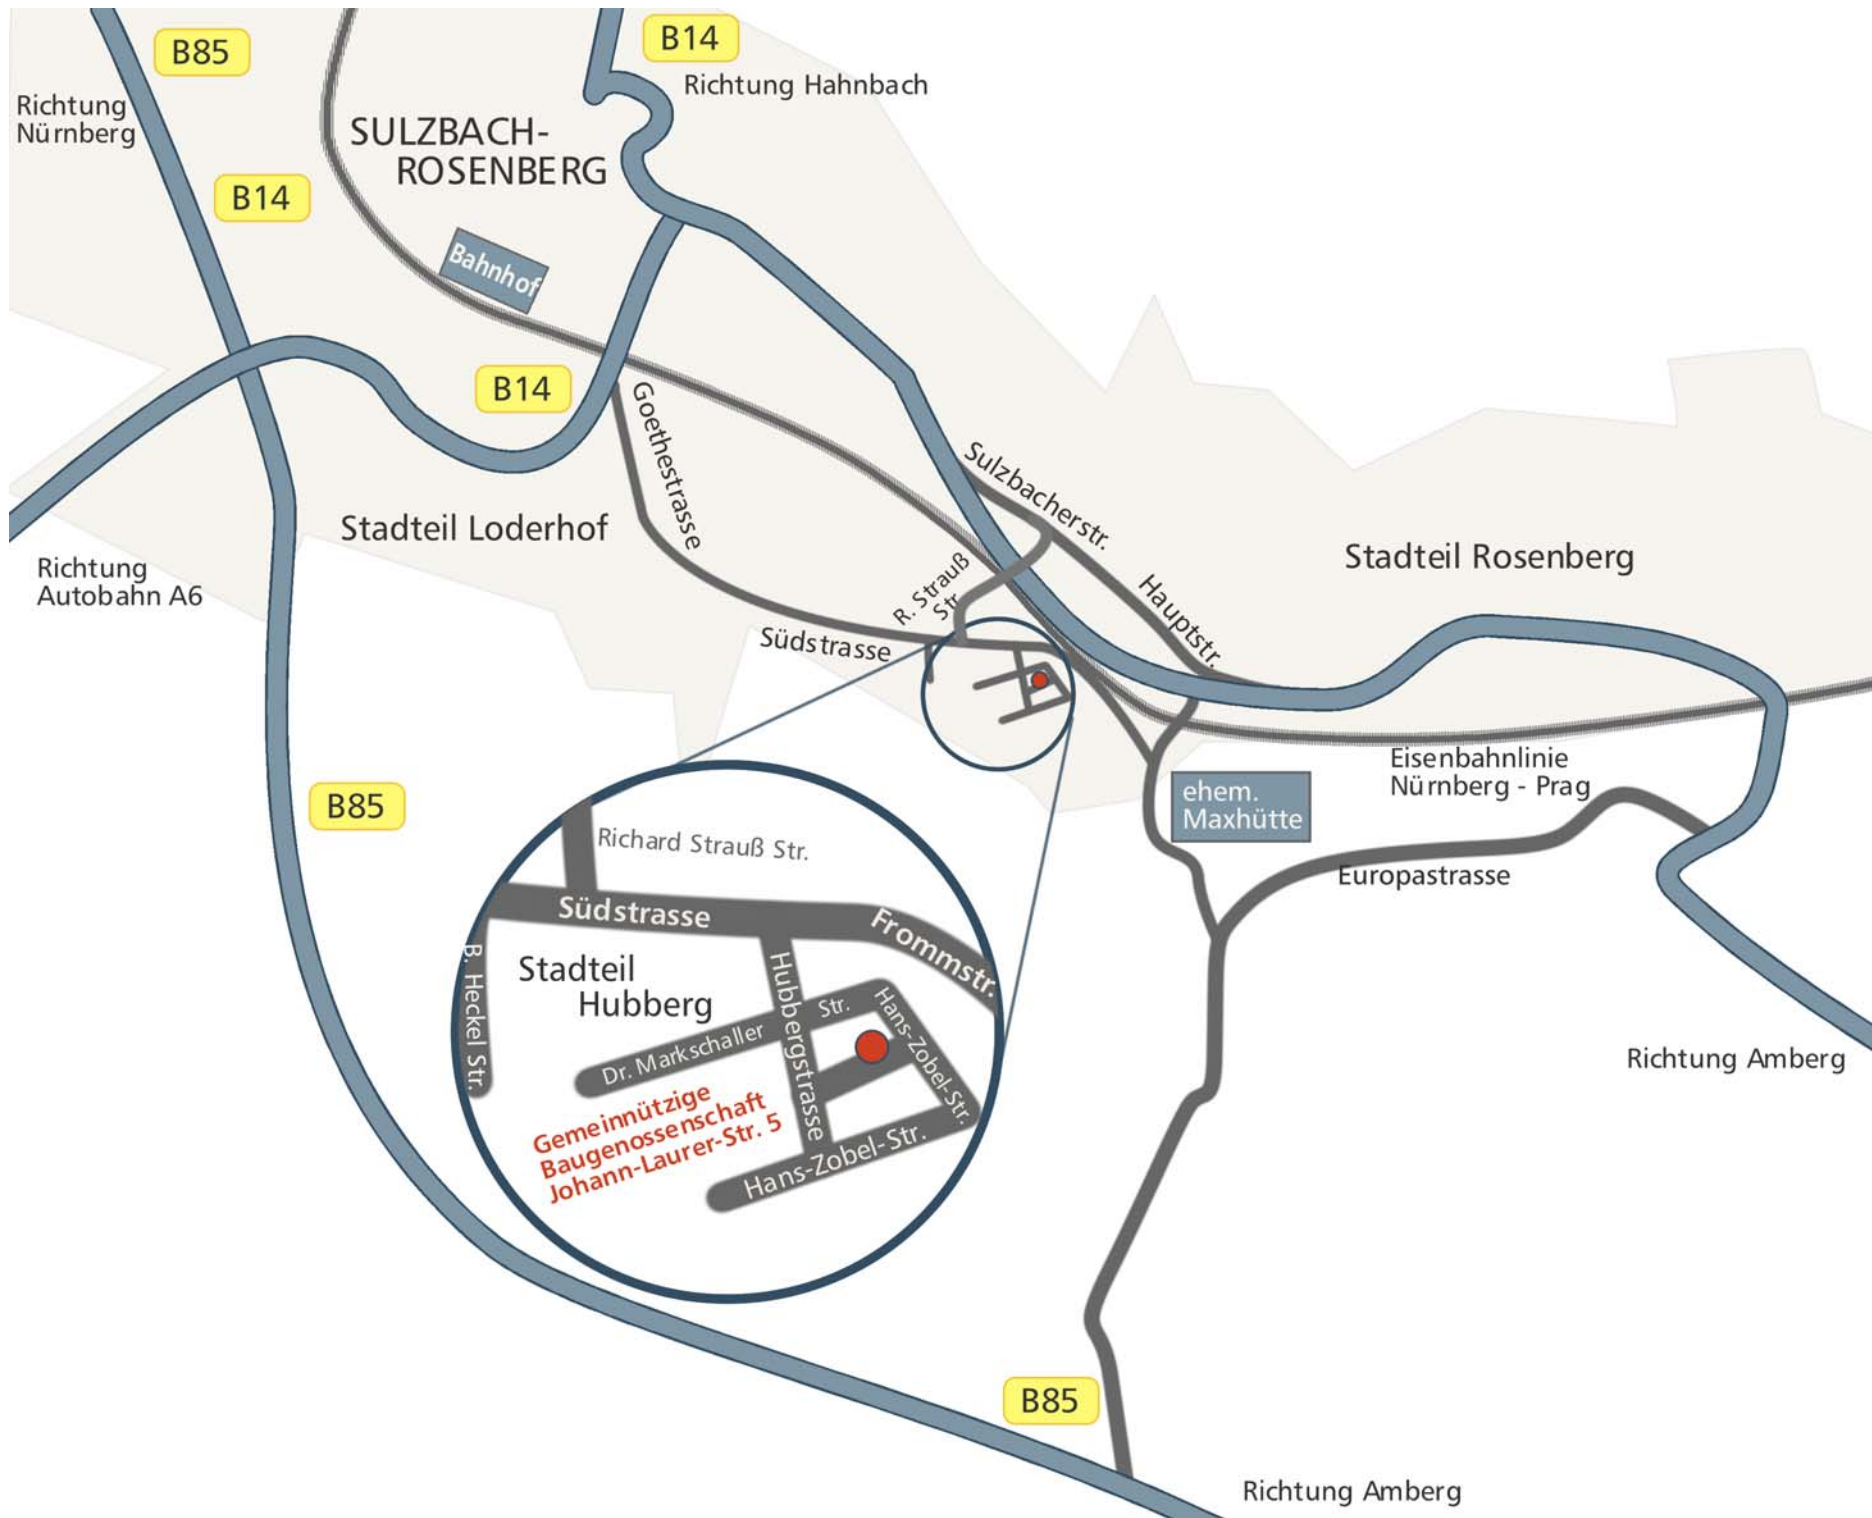 B85
B14
Richtung Hahnbach
Richtung
Nürnberg
SULZBACH-
ROSENBERG
B14
Bahnhof
B14
Goethestrasse
Sulzbacherstr.
Stadteil Loderhof
Stadteil Rosenberg
Richtung
Autobahn A6
R. Strauß
Str.
Hauptstr.
Südstrasse
Eisenbahnlinie
Nürnberg - Prag
ehem.
Maxhütte
B85
Europastrasse
Richard Strauß Str.
Südstrasse
Frommstr.
B. Heckel Str.
Stadteil
Hubberg
Hubbergstrasse
Dr. Markschaller Str.
Hans-Zobel-Str.
Gemeinnützige
Baugenossenschaft
Johann-Laurer-Str. 5
Hans-Zobel-Str.
Richtung Amberg
B85
Richtung Amberg